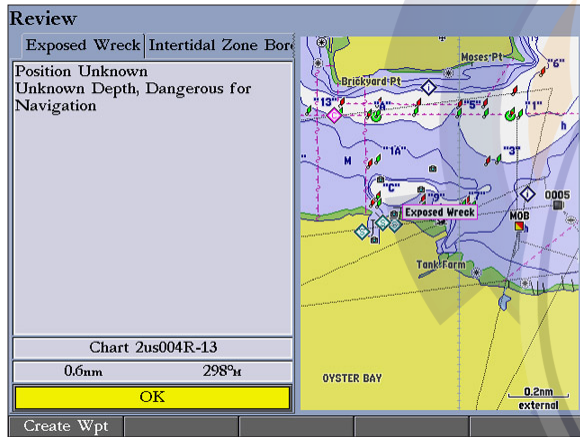 Review
Exposed Wreck Intertidal Zone Bor
Position Unknown
Unknown Depth, Dangerous for
Navigation
Chart 2us004R-13
0.6nm 298°M
OK
Create Wpt
Moses Pt
"6"
Brickyard Pt
"13" "A" "5" "1"
h
"1A" "3"
M
"C" "9" "7"
0005
Exposed Wreck
MOB
h
Tank Farm
OYSTER BAY
0.2nm
external